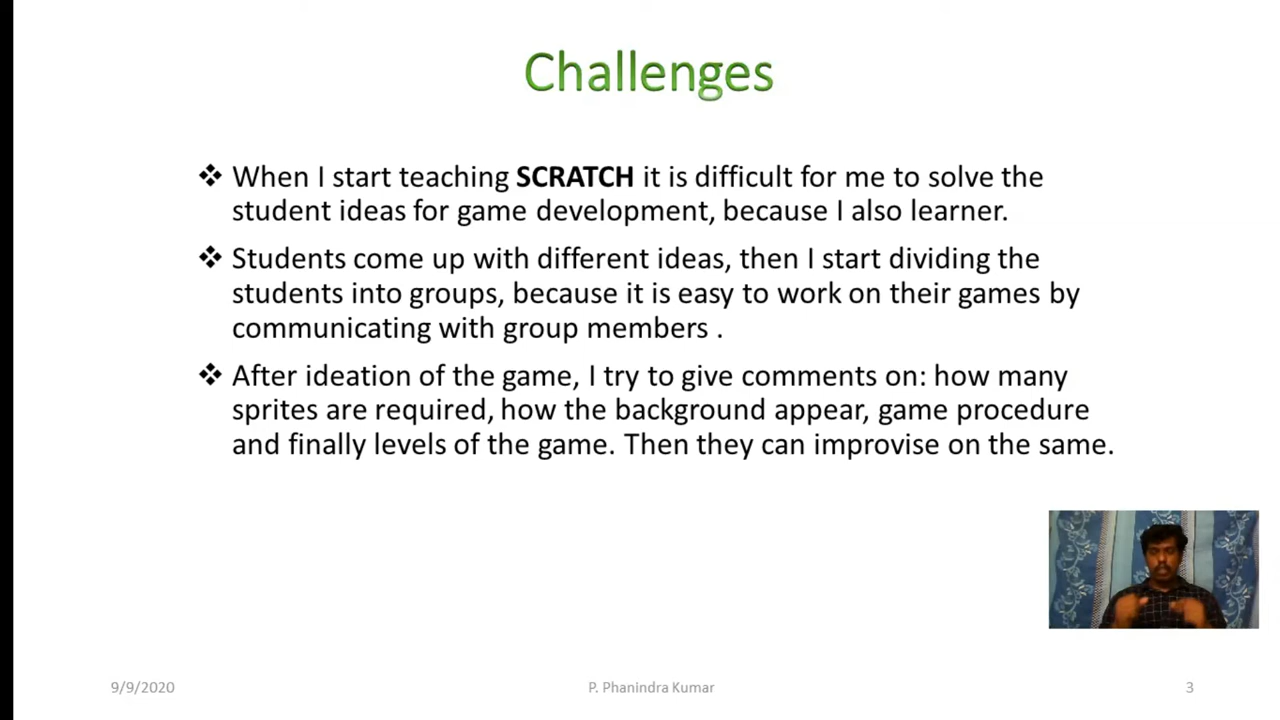 Challenges
❖ When I start teaching SCRATCH it is difficult for me to solve the
student ideas for game development, because I also learner.
❖ Students come up with different ideas, then I start dividing the
students into groups, because it is easy to work on their games by
communicating with group members .
❖ After ideation of the game, I try to give comments on: how many
sprites are required, how the background appear, game procedure
and finally levels of the game. Then they can improvise on the same.
9/9/2020
P. Phanindra Kumar
3